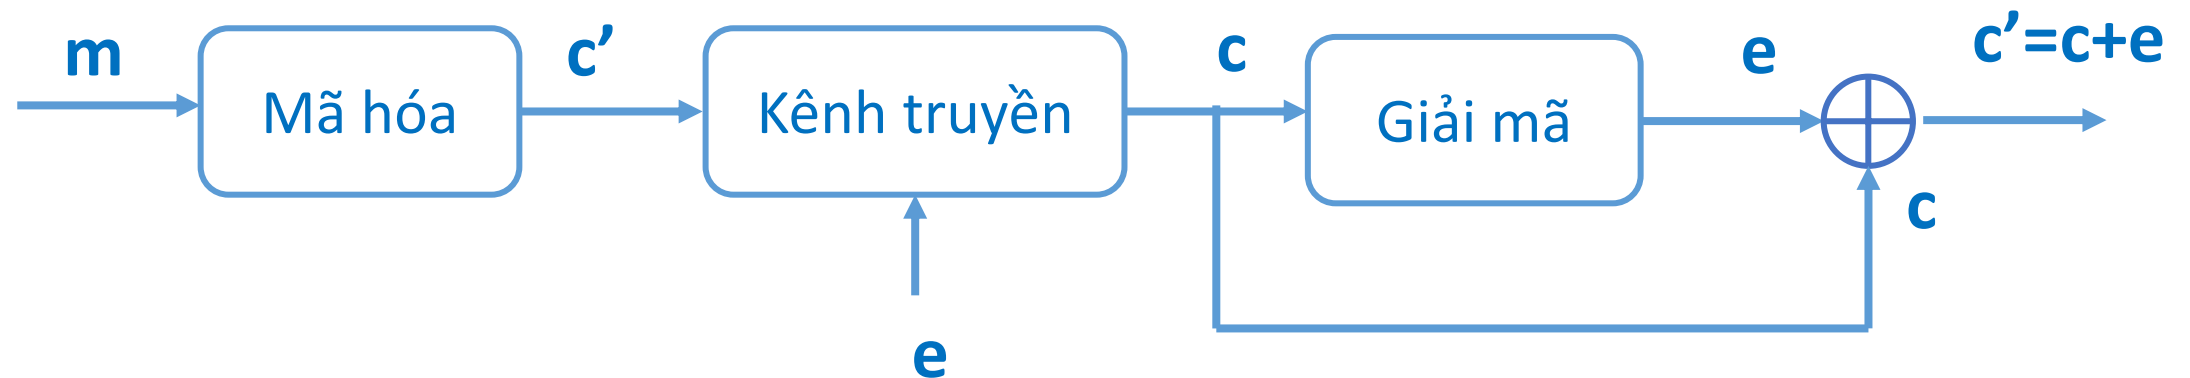 m
Mã hóa
c’
Kênh truyền
e
c
Giải mã
e
c
c’=c+e